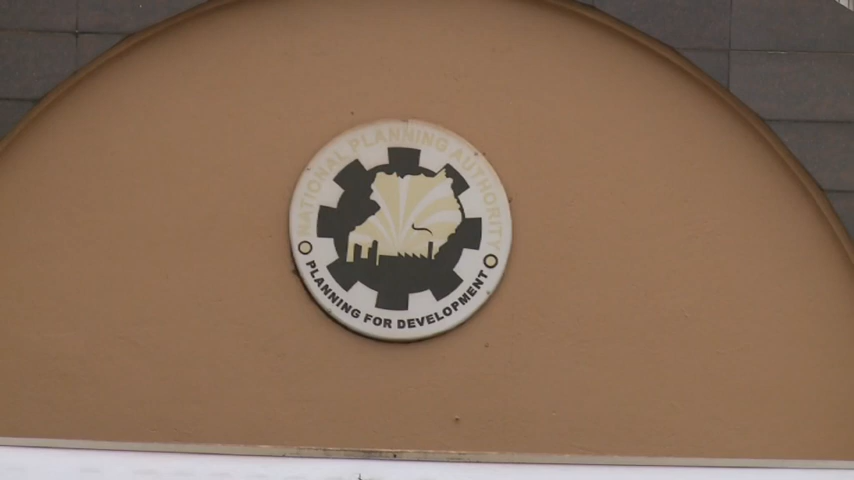 NATIONAL PLANNING AUTHORITY
PLANNING FOR DEVELOPMENT